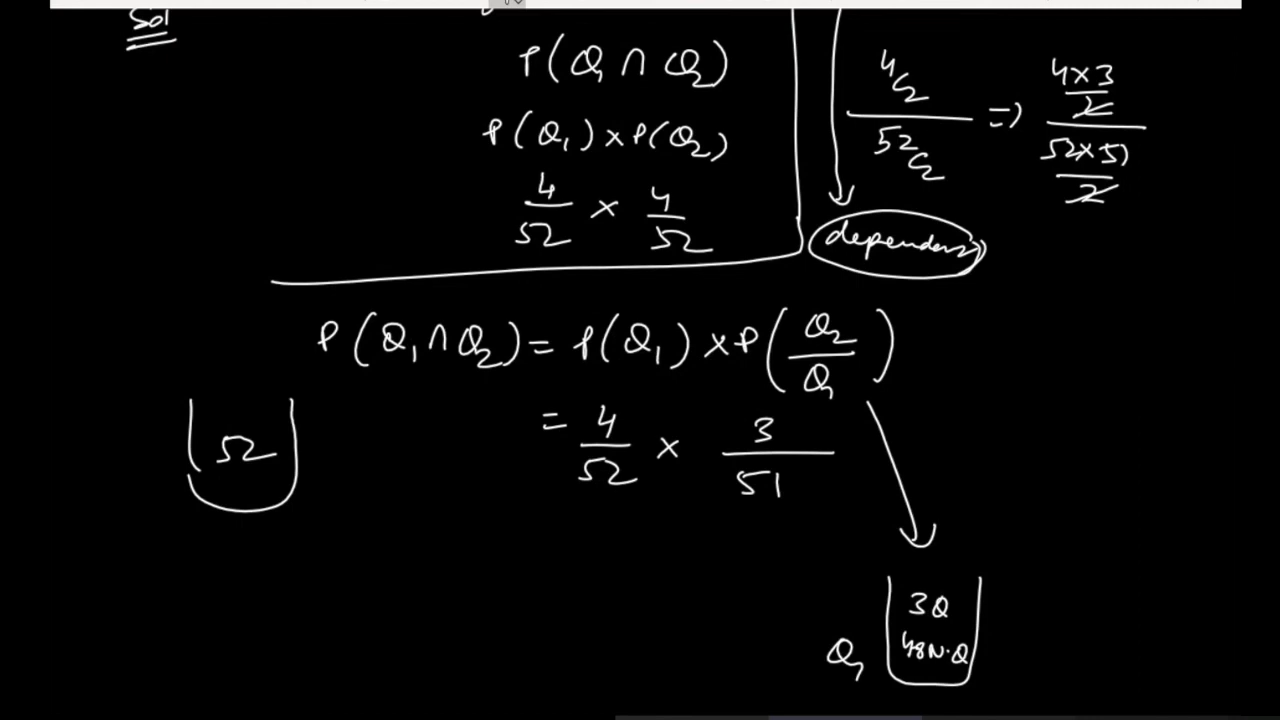 Sol
P(Q₁ ∩ Q₂)
P(Q₁) × P(Q₂)
4/52 × 4/52
⁴C₂/⁵²C₂ => (4×3/2)/(52×51/2)
dependent
P(Q₁ ∩ Q₂) = P(Q₁) × P(Q₂/Q₁)
= 4/52 × 3/51
52
3Q
Q₁ 48N.Q